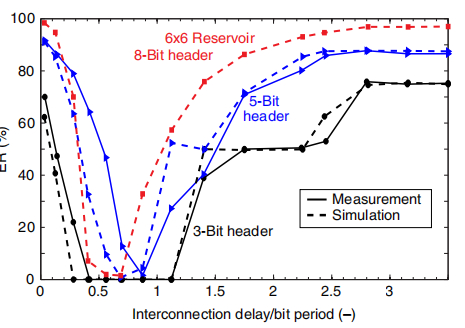 100
80
60
40
20
0
ER (%)
6x6 Reservoir
8-Bit header
5-Bit
header
3-Bit header
Measurement
Simulation
0 0.5 1 1.5 2 2.5 3
Interconnection delay/bit period (–)